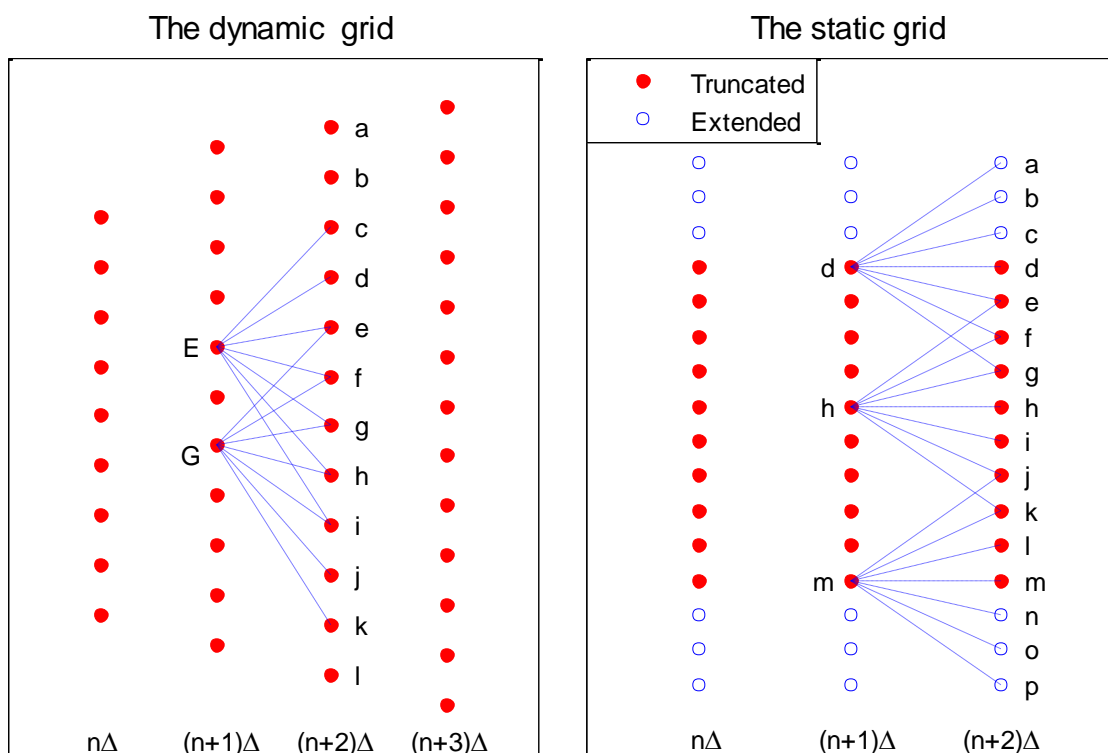 The dynamic grid
a
b
c
d
e
E
f
g
G
h
i
j
k
l
nΔ (n+1)Δ (n+2)Δ (n+3)Δ
The static grid
Truncated
Extended
a
b
c
d d
e
f
g
h h
i
j
k
l
m m
n
o
p
nΔ (n+1)Δ (n+2)Δ